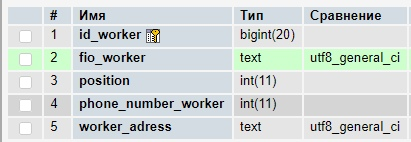 # Имя Тип Сравнение
1 id_worker bigint(20)
2 fio_worker text utf8_general_ci
3 position int(11)
4 phone_number_worker int(11)
5 worker_adress text utf8_general_ci